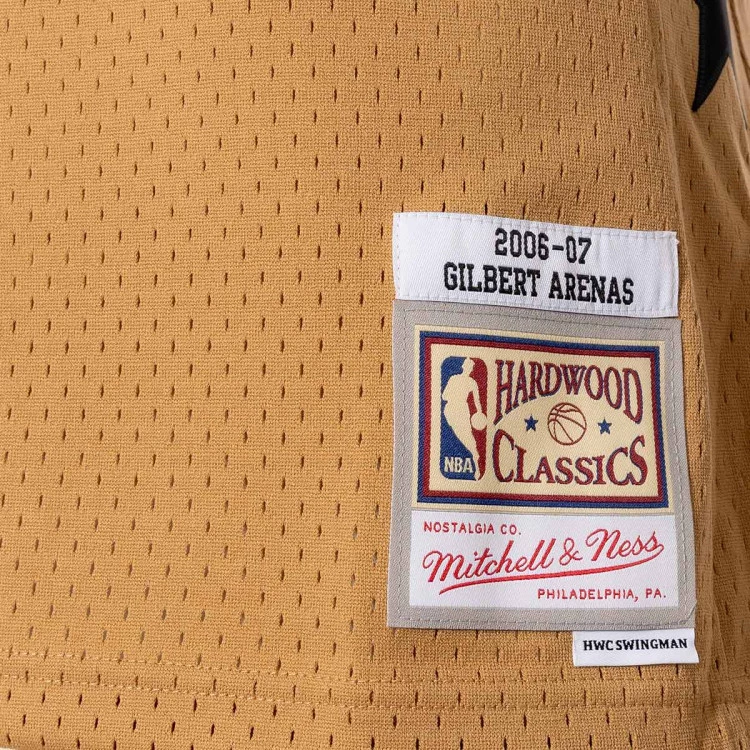 2006-07
GILBERT ARENAS
HARDWOOD
NBA
CLASSICS
NOSTALGIA CO.
Mitchell & Ness
PHILADELPHIA, PA.
HWC SWINGMAN